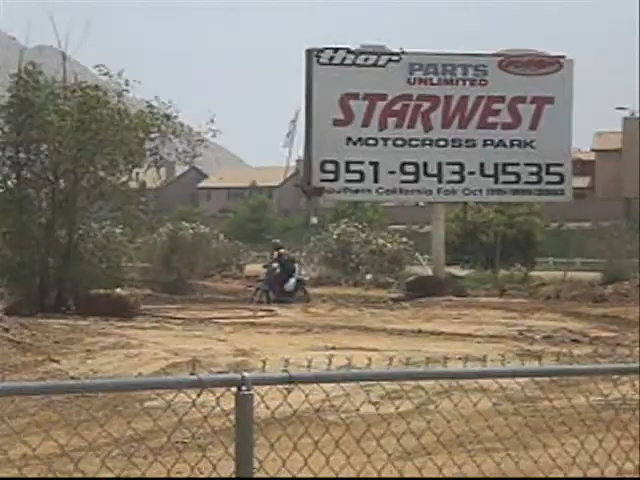 thor
PARTS
UNLIMITED
STARWEST
MOTOCROSS PARK
951-943-4535
Southern California Fair Oct